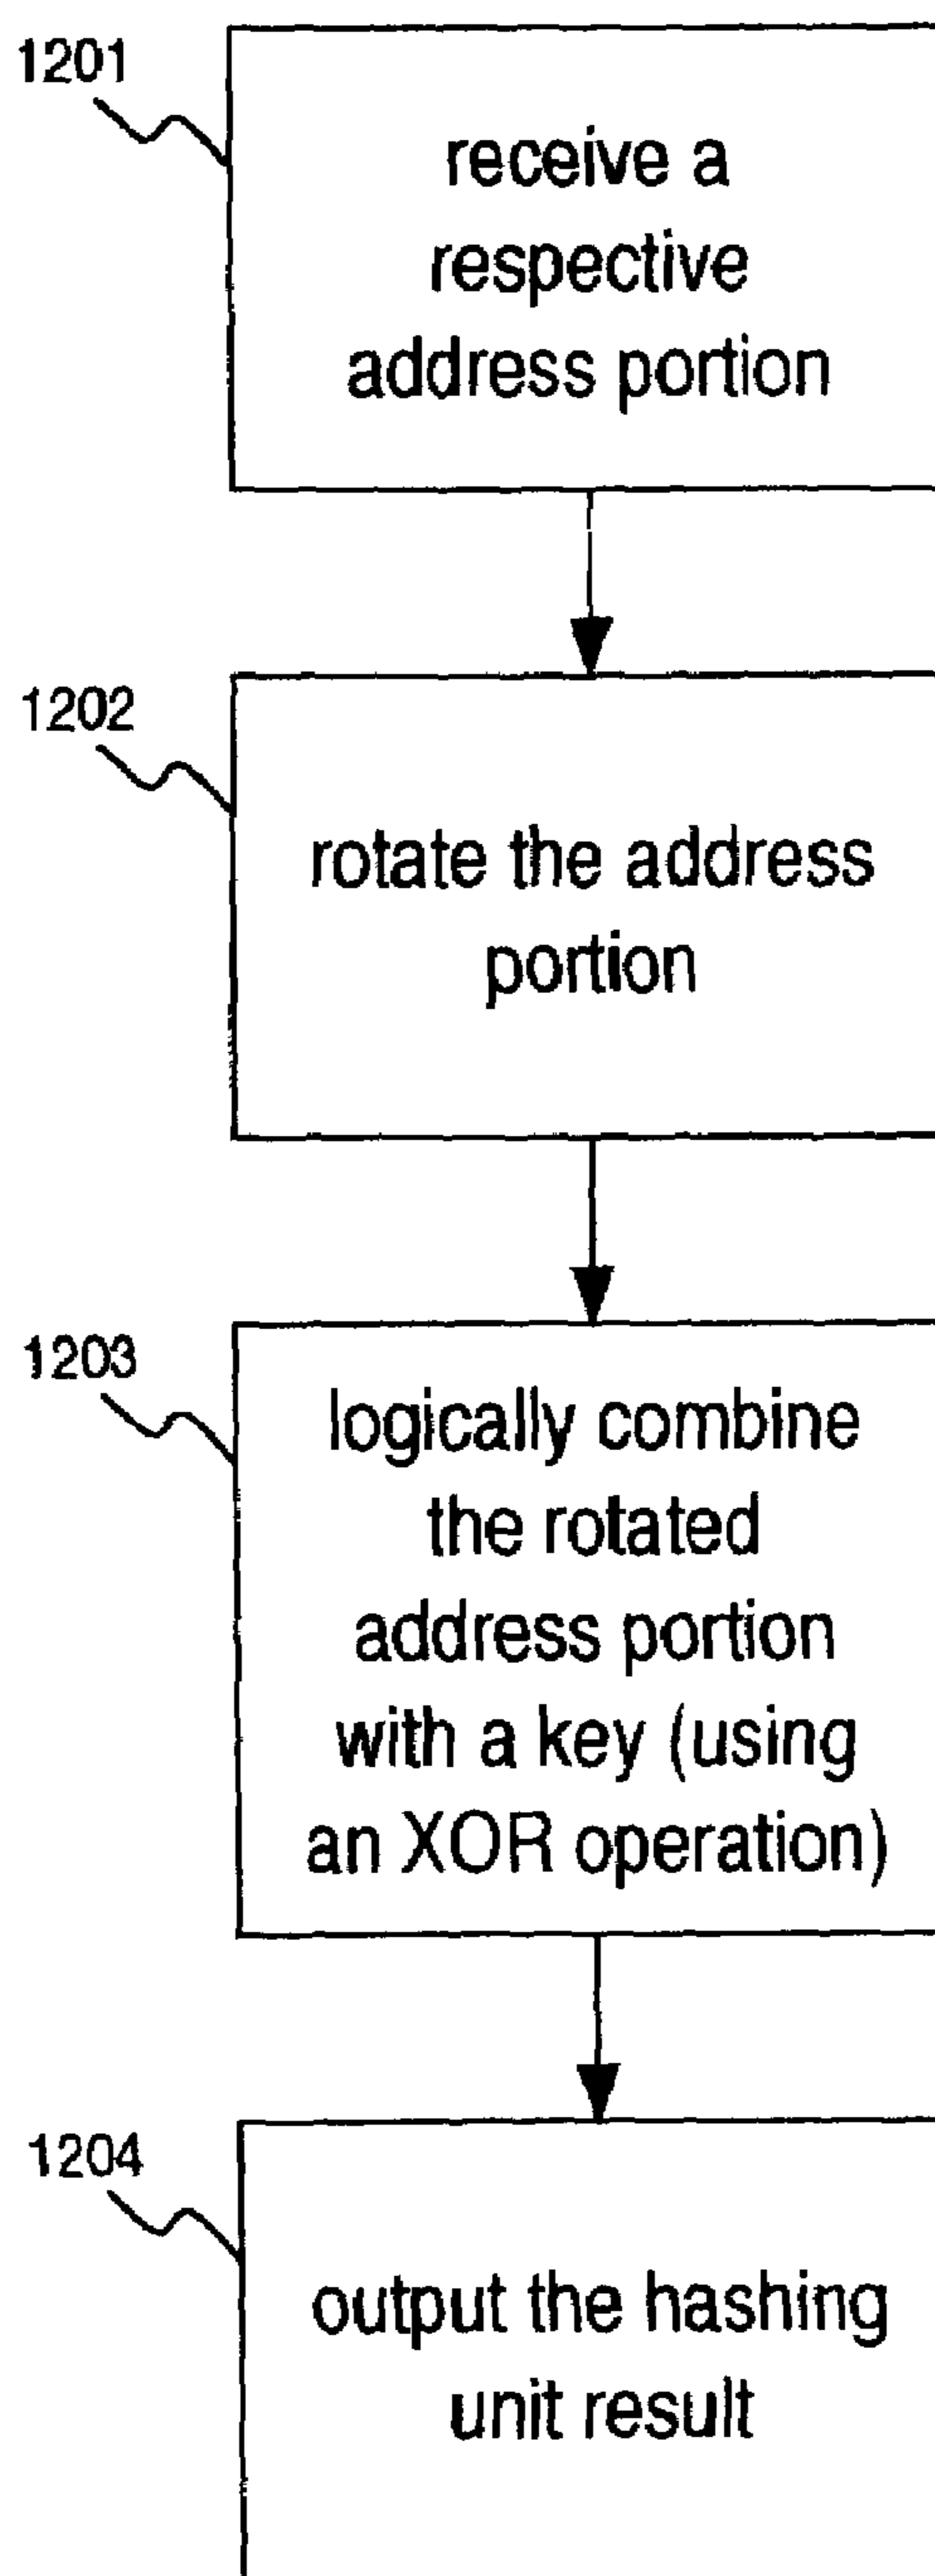 1201
receive a
respective
address portion
1202
rotate the address
portion
1203
logically combine
the rotated
address portion
with a key (using
an XOR operation)
1204
output the hashing
unit result